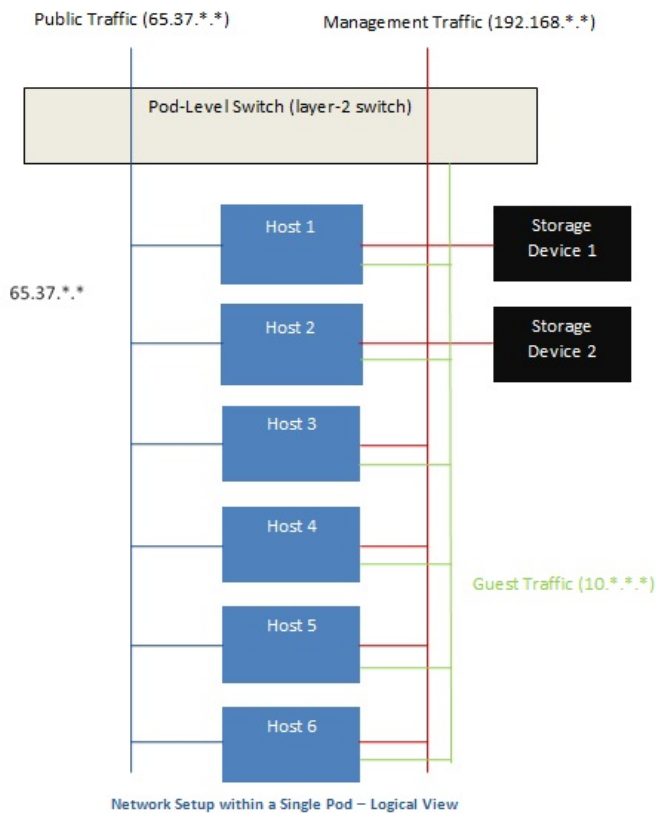 Public Traffic (65.37.*.*)
Management Traffic (192.168.*.*)
Pod-Level Switch (layer-2 switch)
Host 1
Storage
Device 1
65.37.*.*
Host 2
Storage
Device 2
Host 3
Host 4
Guest Traffic (10.*.*.*)
Host 5
Host 6
Network Setup within a Single Pod – Logical View